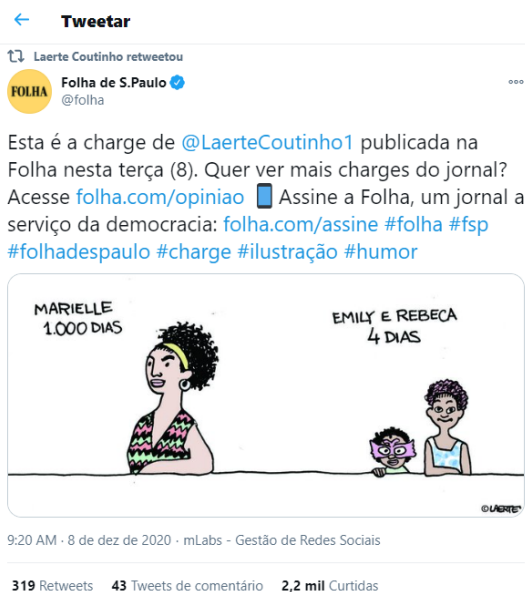 Tweetar
Laerte Coutinho retweetou
FOLHA
Folha de S.Paulo
@folha
Esta é a charge de @LaerteCoutinho1 publicada na
Folha nesta terça (8). Quer ver mais charges do jornal?
Acesse folha.com/opiniao 📱 Assine a Folha, um jornal a
serviço da democracia: folha.com/assine #folha #fsp
#folhadespaulo #charge #ilustração #humor
MARIELLE
1.000 DIAS
EMILY E REBECA
4 DIAS
©LAERTE
9:20 AM · 8 de dez de 2020 · mLabs - Gestão de Redes Sociais
319 Retweets 43 Tweets de comentário 2,2 mil Curtidas